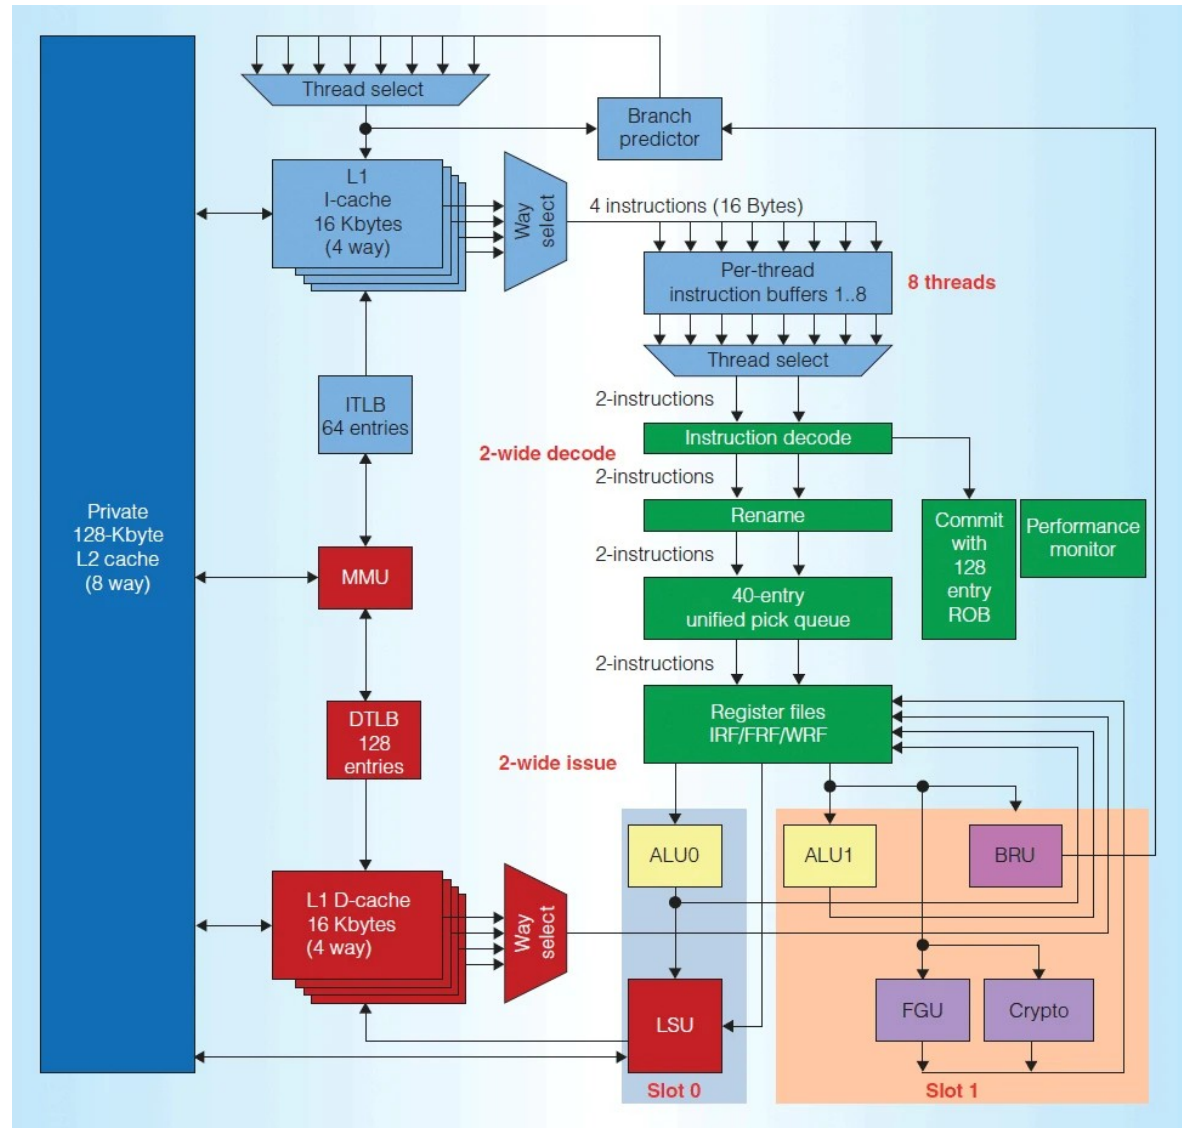 Thread select
Branch
predictor
L1
I-cache
16 Kbytes
(4 way)
Way
select
4 instructions (16 Bytes)
Per-thread
instruction buffers 1..8
8 threads
Thread select
2-instructions
ITLB
64 entries
Instruction decode
2-wide decode
2-instructions
Rename
Private
128-Kbyte
L2 cache
(8 way)
Commit
with
128
entry
ROB
Performance
monitor
2-instructions
MMU
40-entry
unified pick queue
2-instructions
Register files
IRF/FRF/WRF
DTLB
128
entries
2-wide issue
ALU0
ALU1
BRU
L1 D-cache
16 Kbytes
(4 way)
Way
select
LSU
FGU
Crypto
Slot 0
Slot 1